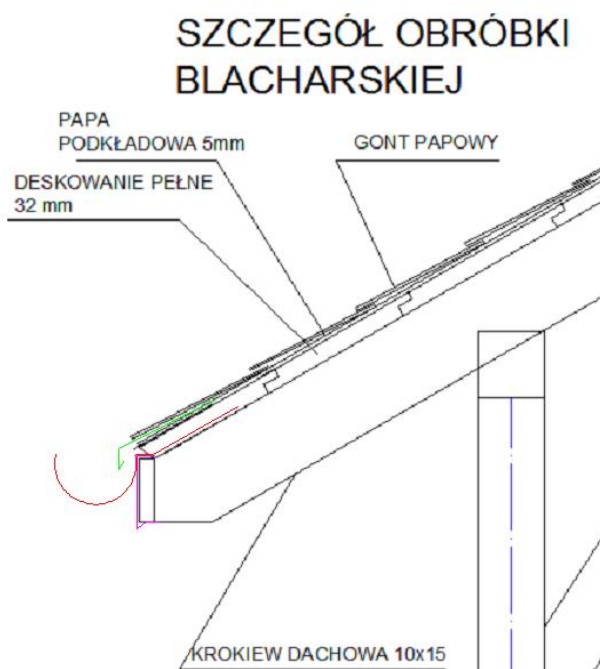 SZCZEGÓŁ OBRÓBKI
BLACHARSKIEJ
PAPA
PODKŁADOWA 5mm
GONT PAPOWY
DESKOWANIE PEŁNE
32 mm
KROKIEW DACHOWA 10x15